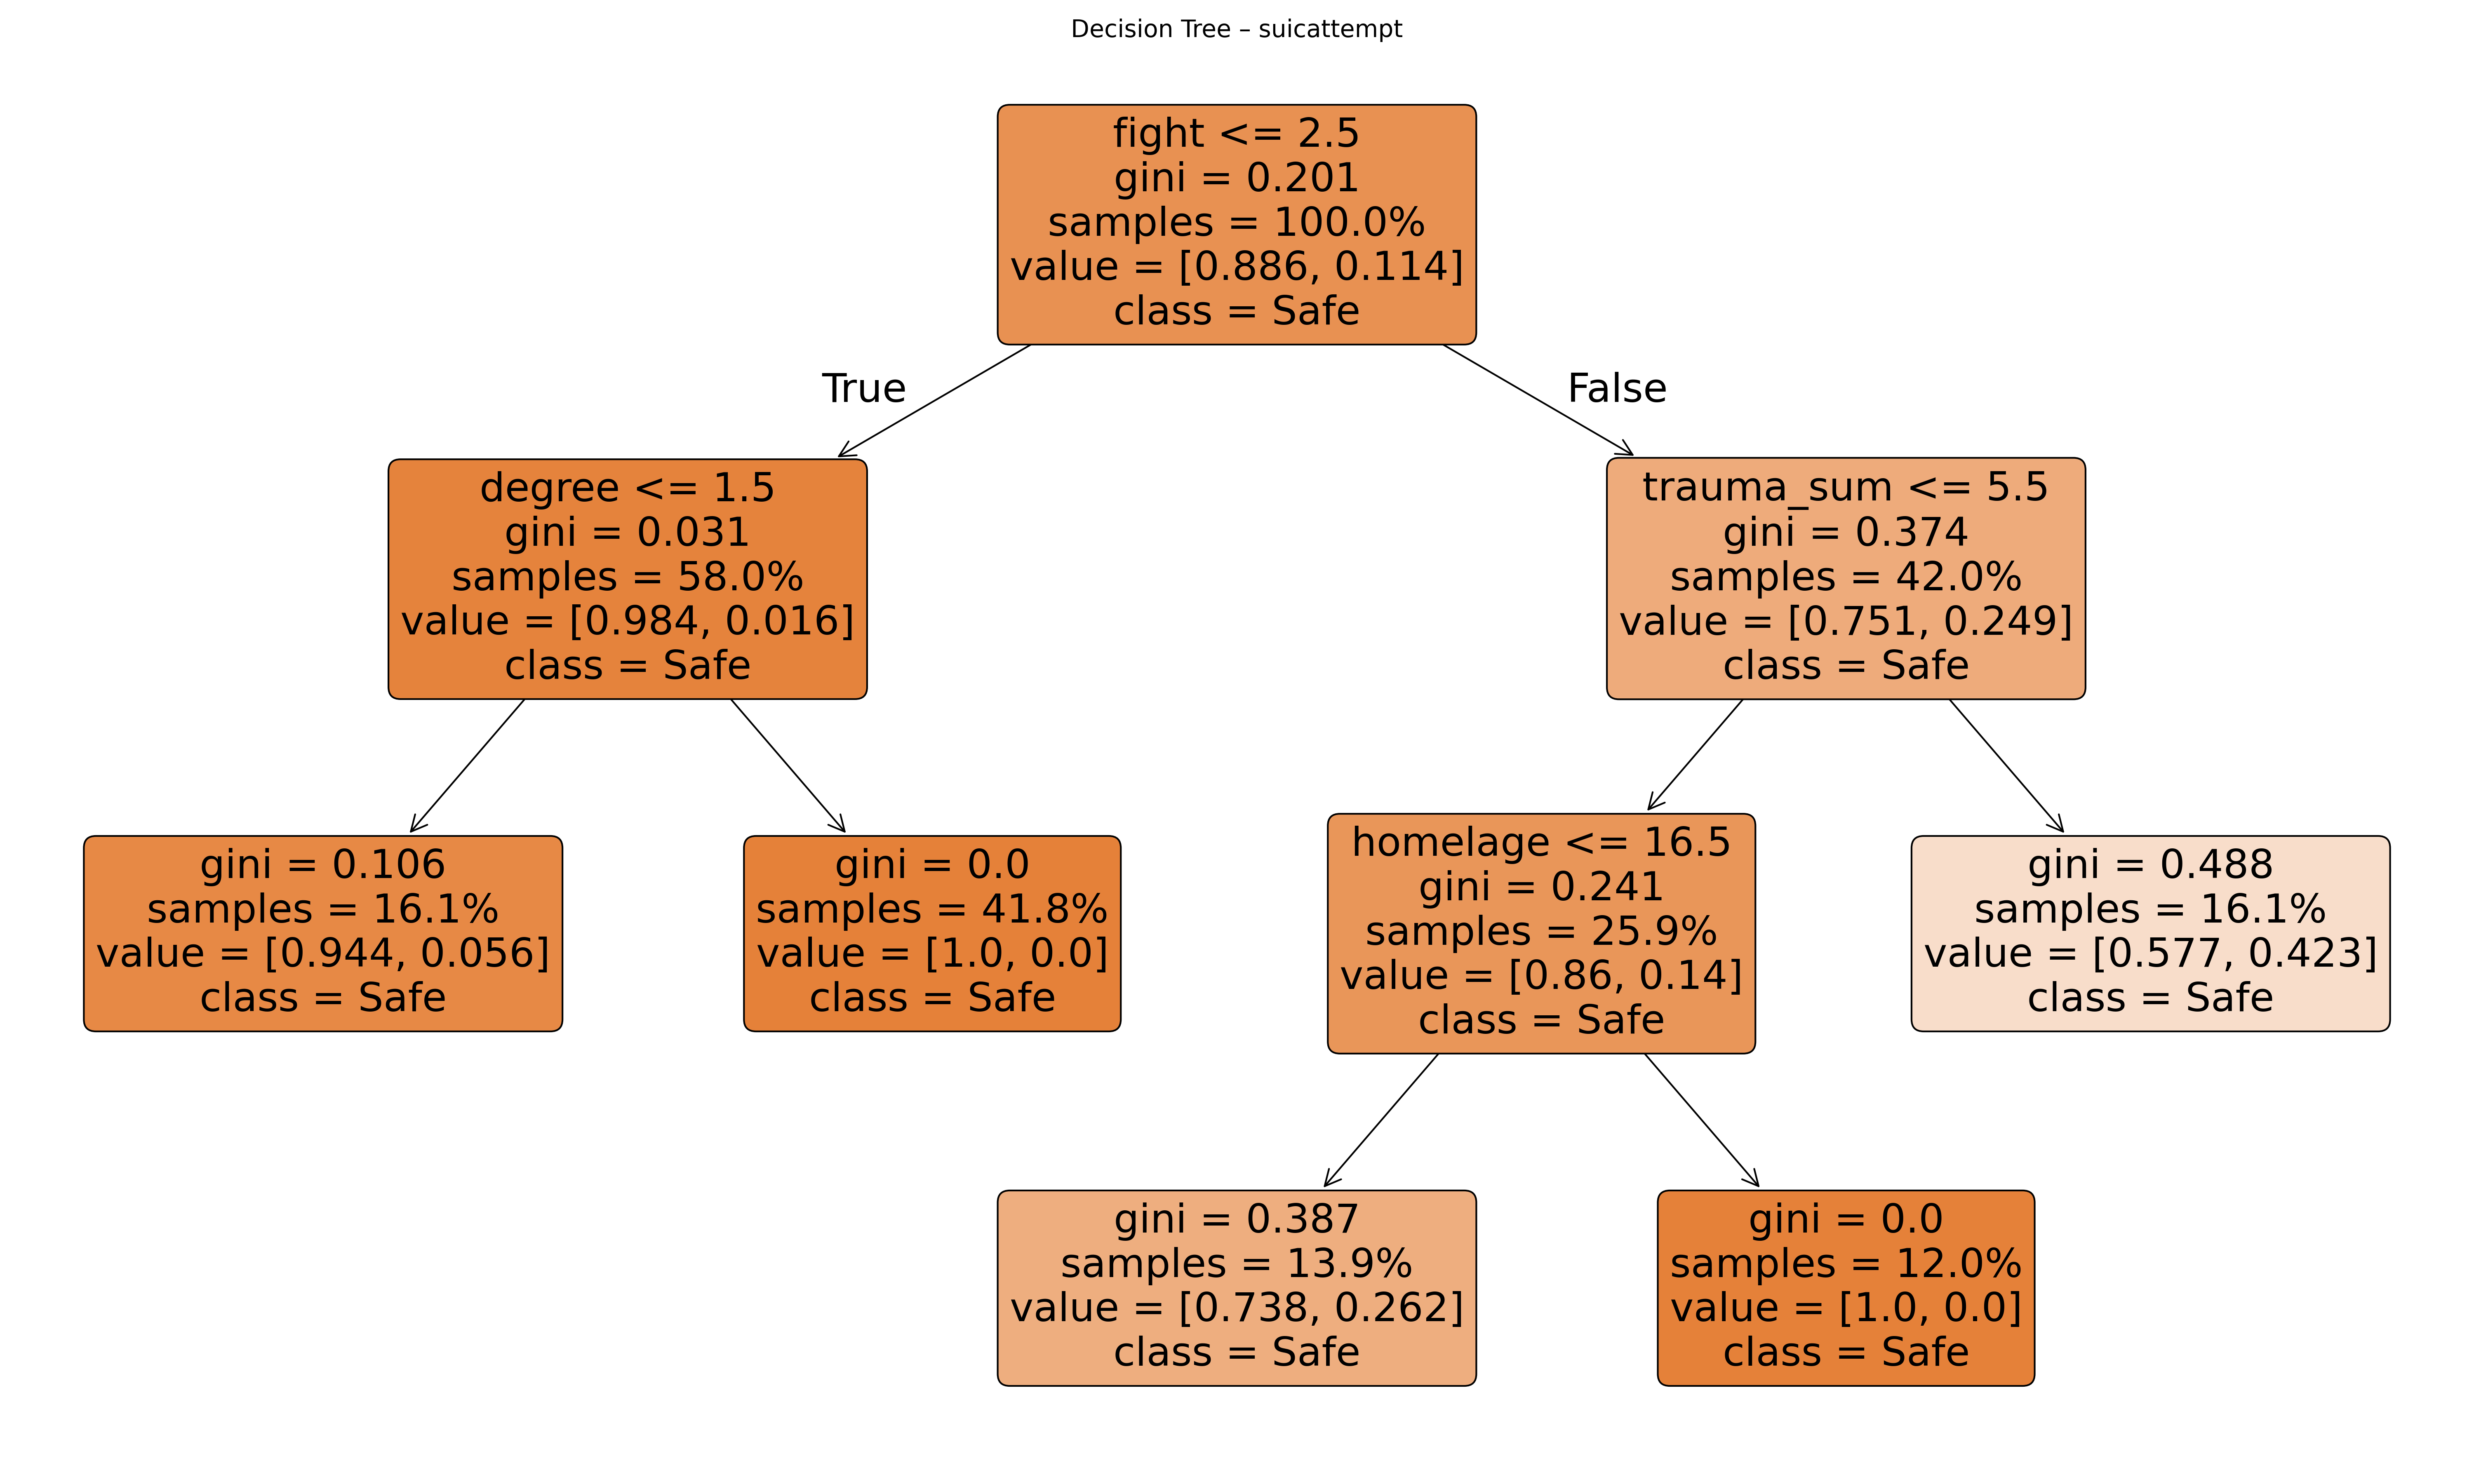 Decision Tree – suicattempt
fight <= 2.5
gini = 0.201
samples = 100.0%
value = [0.886, 0.114]
class = Safe
True
False
degree <= 1.5
gini = 0.031
samples = 58.0%
value = [0.984, 0.016]
class = Safe
trauma_sum <= 5.5
gini = 0.374
samples = 42.0%
value = [0.751, 0.249]
class = Safe
gini = 0.106
samples = 16.1%
value = [0.944, 0.056]
class = Safe
gini = 0.0
samples = 41.8%
value = [1.0, 0.0]
class = Safe
homelage <= 16.5
gini = 0.241
samples = 25.9%
value = [0.86, 0.14]
class = Safe
gini = 0.488
samples = 16.1%
value = [0.577, 0.423]
class = Safe
gini = 0.387
samples = 13.9%
value = [0.738, 0.262]
class = Safe
gini = 0.0
samples = 12.0%
value = [1.0, 0.0]
class = Safe